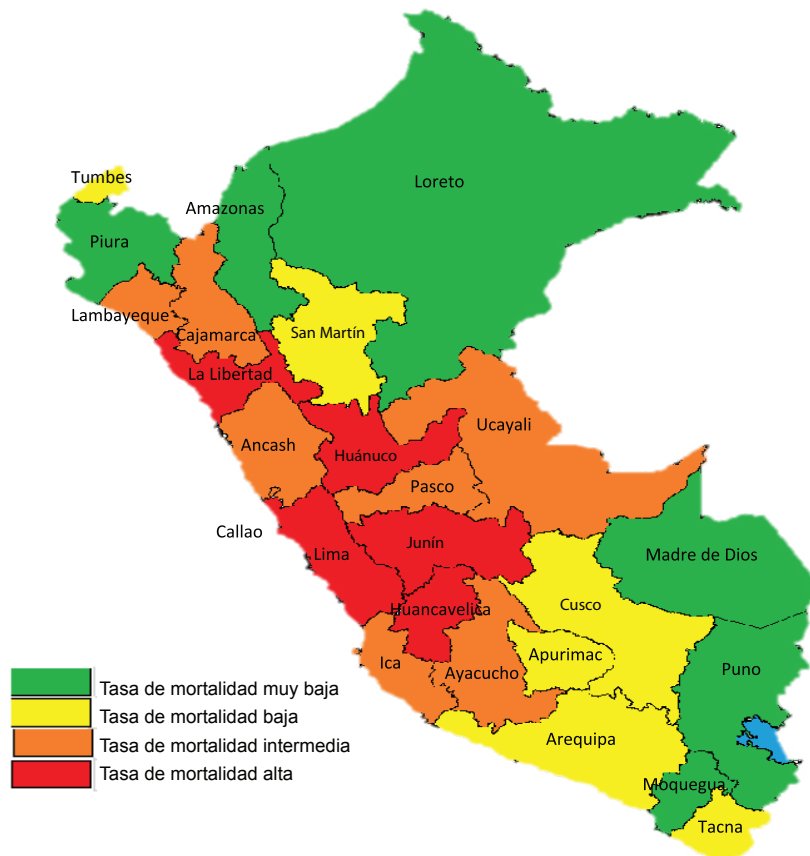 Tumbes
Loreto
Amazonas
Piura
Lambayeque
Cajamarca
San Martín
La Libertad
Ancash
Ucayali
Huánuco
Pasco
Callao
Lima
Junín
Madre de Dios
Huancavelica
Cusco
Ica
Ayacucho
Apurimac
Puno
Arequipa
Moquegua
Tacna
Tasa de mortalidad muy baja
Tasa de mortalidad baja
Tasa de mortalidad intermedia
Tasa de mortalidad alta